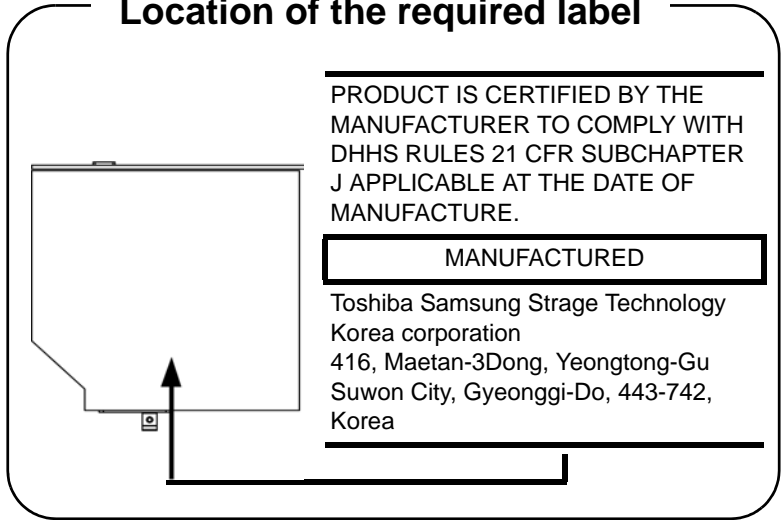 Location of the required label
PRODUCT IS CERTIFIED BY THE
MANUFACTURER TO COMPLY WITH
DHHS RULES 21 CFR SUBCHAPTER
J APPLICABLE AT THE DATE OF
MANUFACTURE.
MANUFACTURED
Toshiba Samsung Strage Technology
Korea corporation
416, Maetan-3Dong, Yeongtong-Gu
Suwon City, Gyeonggi-Do, 443-742,
Korea